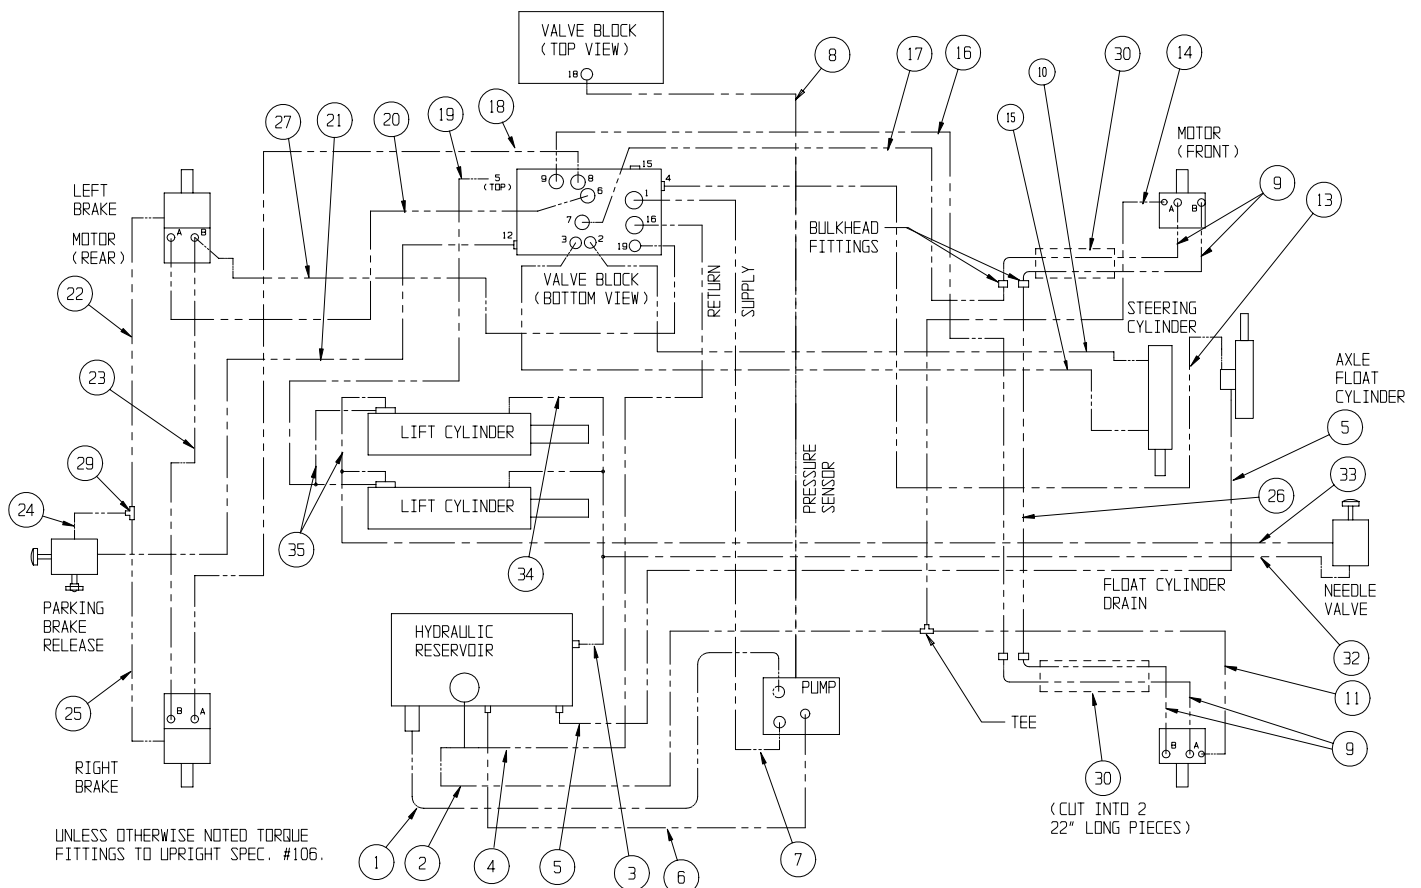 VALVE BLOCK
(TOP VIEW)
18
8
17
16
30
10
14
15
MOTOR
(FRONT)
9
13
A
B
27
21
20
19
18
5
(TOP)
9
8
6
7
3
2
1
16
19
15
4
12
LEFT
BRAKE
MOTOR
(REAR)
A
B
VALVE BLOCK
(BOTTOM VIEW)
RETURN
SUPPLY
BULKHEAD
FITTINGS
STEERING
CYLINDER
AXLE
FLOAT
CYLINDER
22
23
29
24
LIFT CYLINDER
LIFT CYLINDER
35
34
PRESSURE
SENSOR
5
33
26
FLOAT CYLINDER
DRAIN
NEEDLE
VALVE
32
PARKING
BRAKE
RELEASE
25
B
A
RIGHT
BRAKE
HYDRAULIC
RESERVOIR
PUMP
TEE
11
9
B
A
30
(CUT INTO 2
22" LONG PIECES)
UNLESS OTHERWISE NOTED TORQUE
FITTINGS TO UPRIGHT SPEC. #106.
1
2
4
5
3
6
7